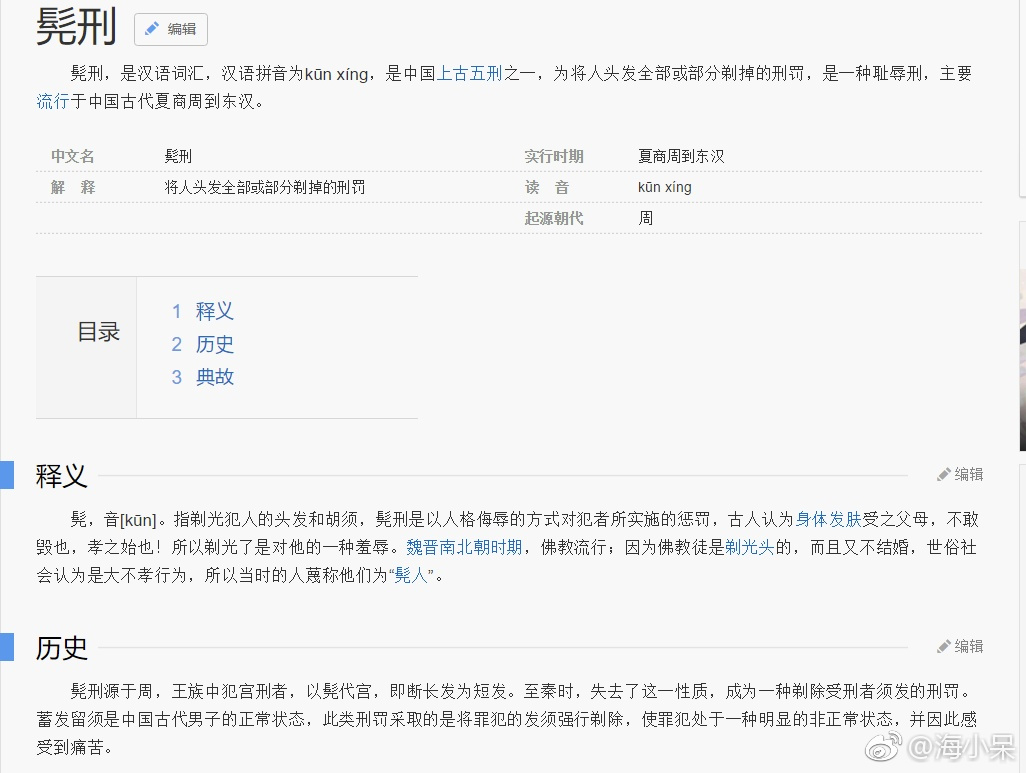 髡刑 编辑
髡刑，是汉语词汇，汉语拼音为kūn xíng，是中国上古五刑之一，为将人头发全部或部分剃掉的刑罚，是一种耻辱刑，主要
流行于中国古代夏商周到东汉。
中文名 髡刑 实行时期 夏商周到东汉
解 释 将人头发全部或部分剃掉的刑罚 读 音 kūn xíng
起源朝代 周
目录
1 释义
2 历史
3 典故
释义 编辑
髡，音[kūn]。指剃光犯人的头发和胡须，髡刑是以人格侮辱的方式对犯者所实施的惩罚，古人认为身体发肤受之父母，不敢
毁也，孝之始也！所以剃光了是对他的一种羞辱。魏晋南北朝时期，佛教流行；因为佛教徒是剃光头的，而且又不结婚，世俗社
会认为是大不孝行为，所以当时的人蔑称他们为“髡人”。
历史 编辑
髡刑源于周，王族中犯宫刑者，以髡代宫，即断长发为短发。至秦时，失去了这一性质，成为一种剃除受刑者须发的刑罚。
蓄发留须是中国古代男子的正常状态，此类刑罚采取的是将罪犯的发须强行剃除，使罪犯处于一种明显的非正常状态，并因此感
受到痛苦。
@海小呆